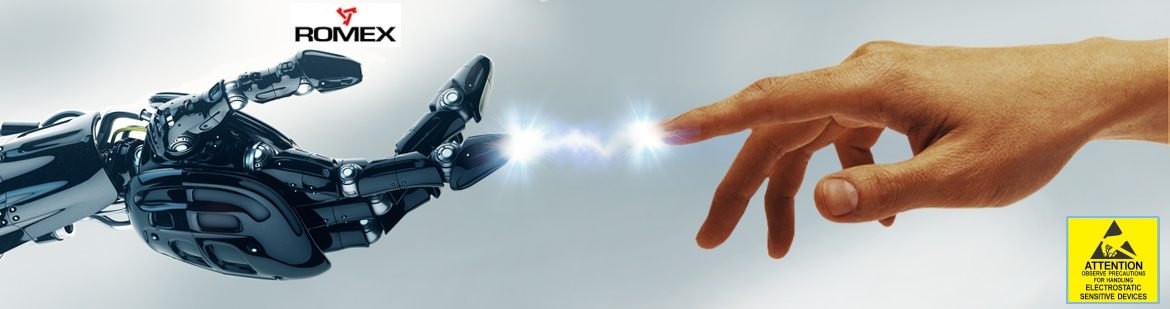 ROMEX
ATTENTION
OBSERVE PRECAUTIONS
FOR HANDLING
ELECTROSTATIC
SENSITIVE DEVICES